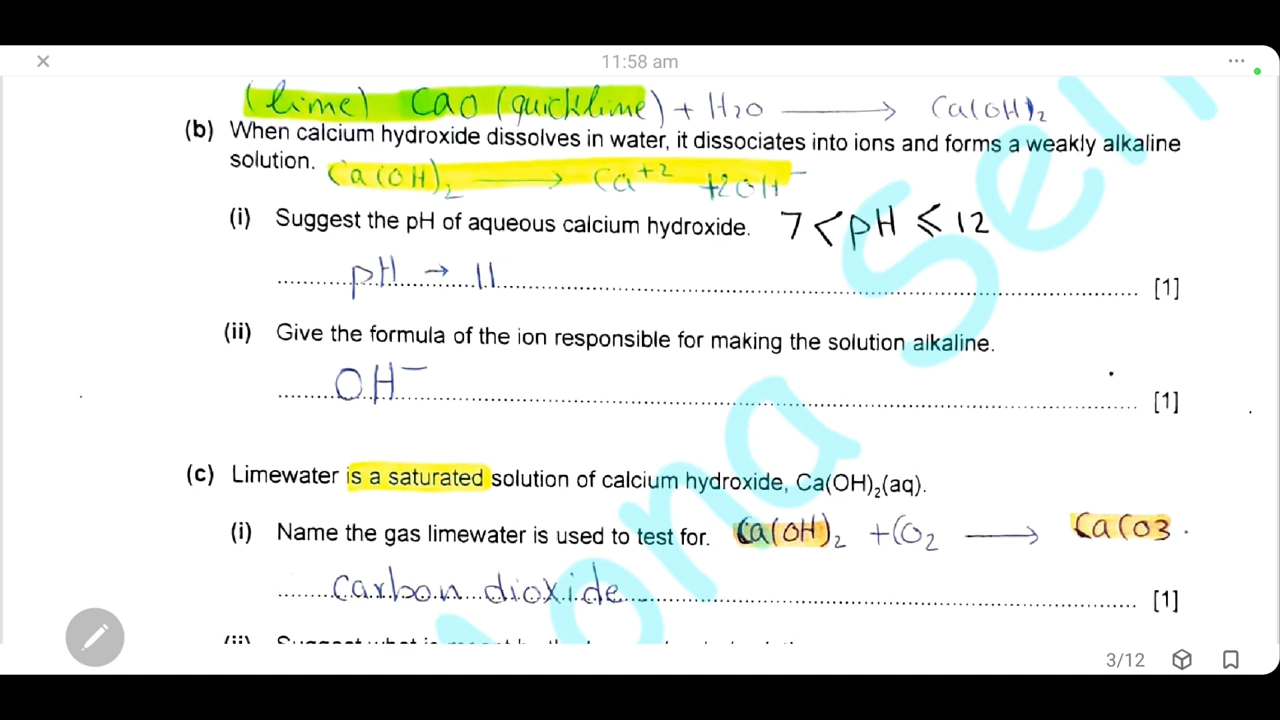 11:58 am
(lime) CaO (quicklime) + H2O ⟶ Ca(OH)2
(b) When calcium hydroxide dissolves in water, it dissociates into ions and forms a weakly alkaline
solution. Ca(OH)2 ⟶ Ca+2 +2OH−
(i) Suggest the pH of aqueous calcium hydroxide. 7 < pH ≤ 12
pH → 11 [1]
(ii) Give the formula of the ion responsible for making the solution alkaline.
OH− [1]
(c) Limewater is a saturated solution of calcium hydroxide, Ca(OH)2(aq).
(i) Name the gas limewater is used to test for. Ca(OH)2 + CO2 ⟶ CaCO3.
carbon dioxide [1]
3/12